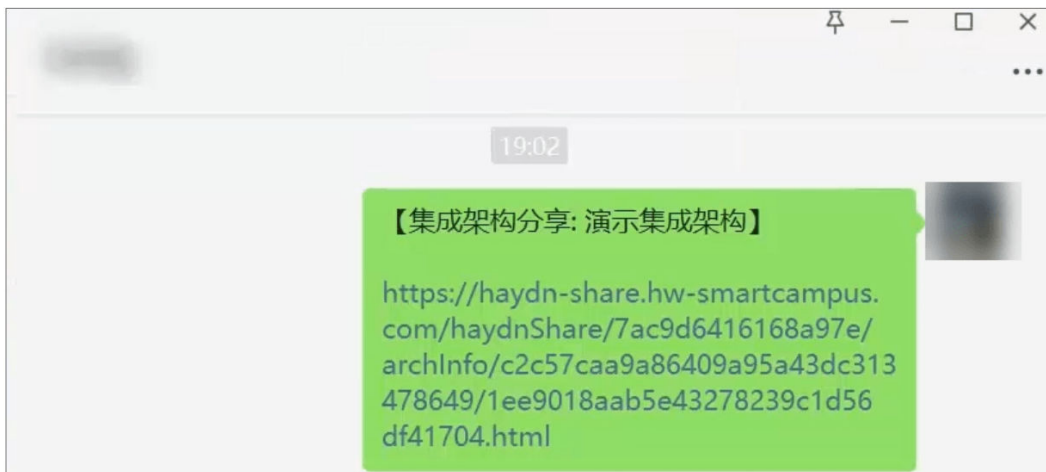 19:02
【集成架构分享: 演示集成架构】
https://haydn-share.hw-smartcampus.
com/haydnShare/7ac9d6416168a97e/
archInfo/c2c57caa9a86409a95a43dc313
478649/1ee9018aab5e43278239c1d56
df41704.html